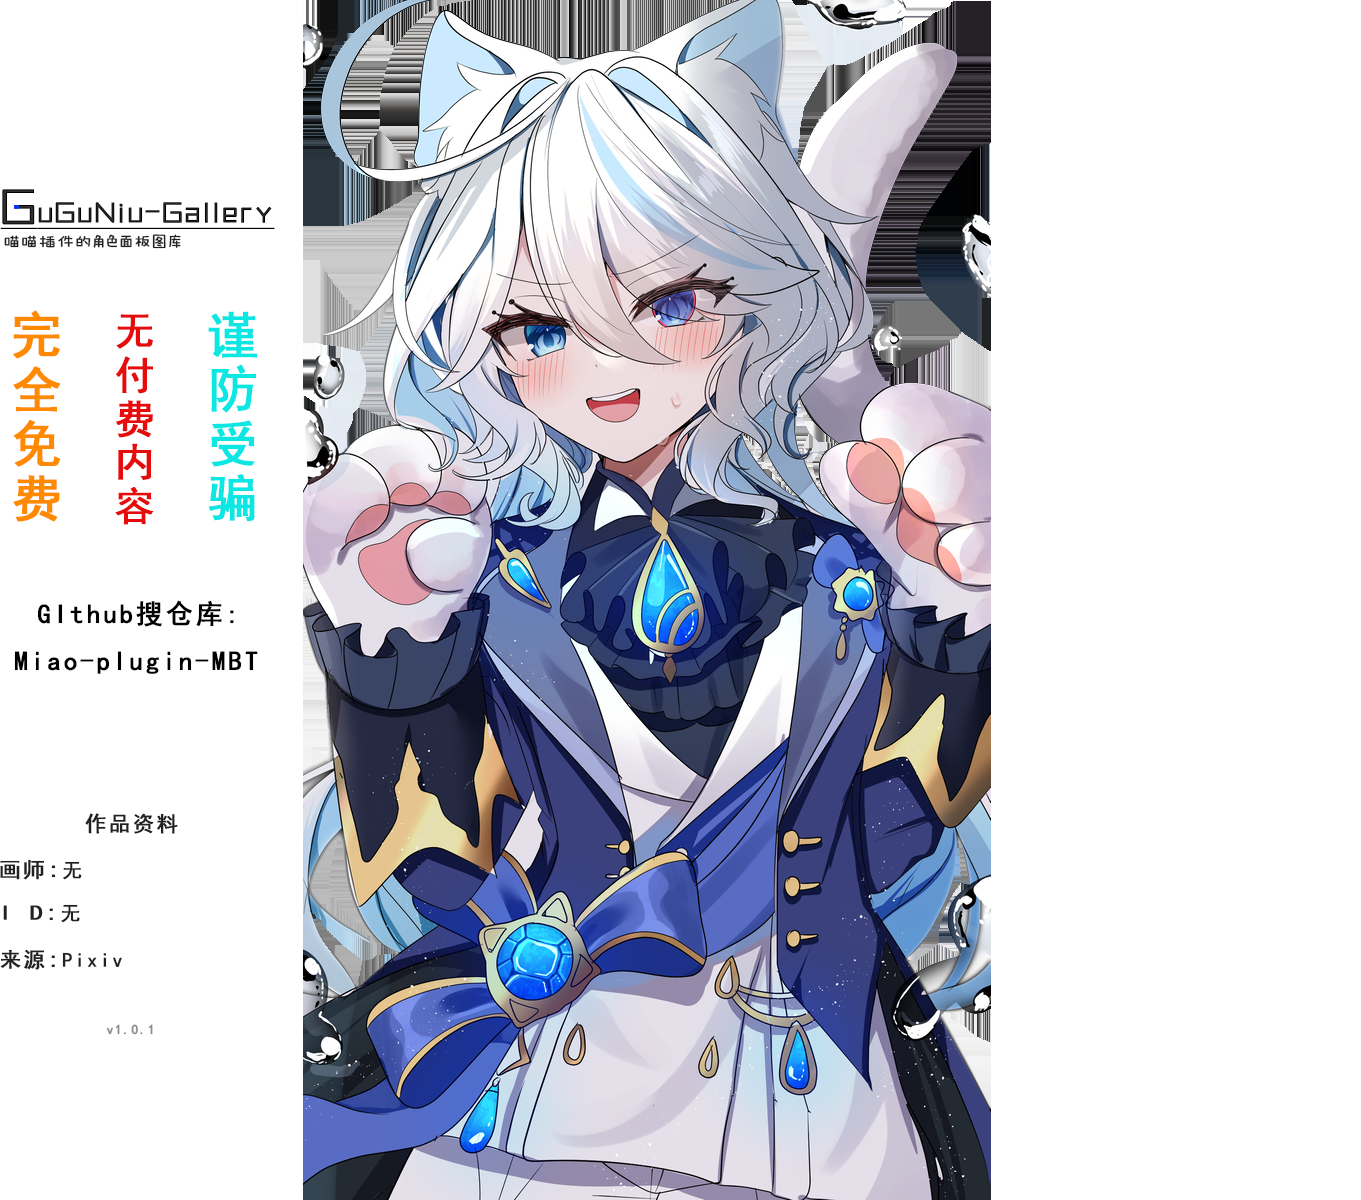 GuGuNiu-Gallery
喵喵插件的角色面板图库
完全免费
无付费内容
谨防受骗
GIthub搜仓库:
Miao-plugin-MBT
作品资料
画师:无
I D:无
来源:Pixiv
v1.0.1